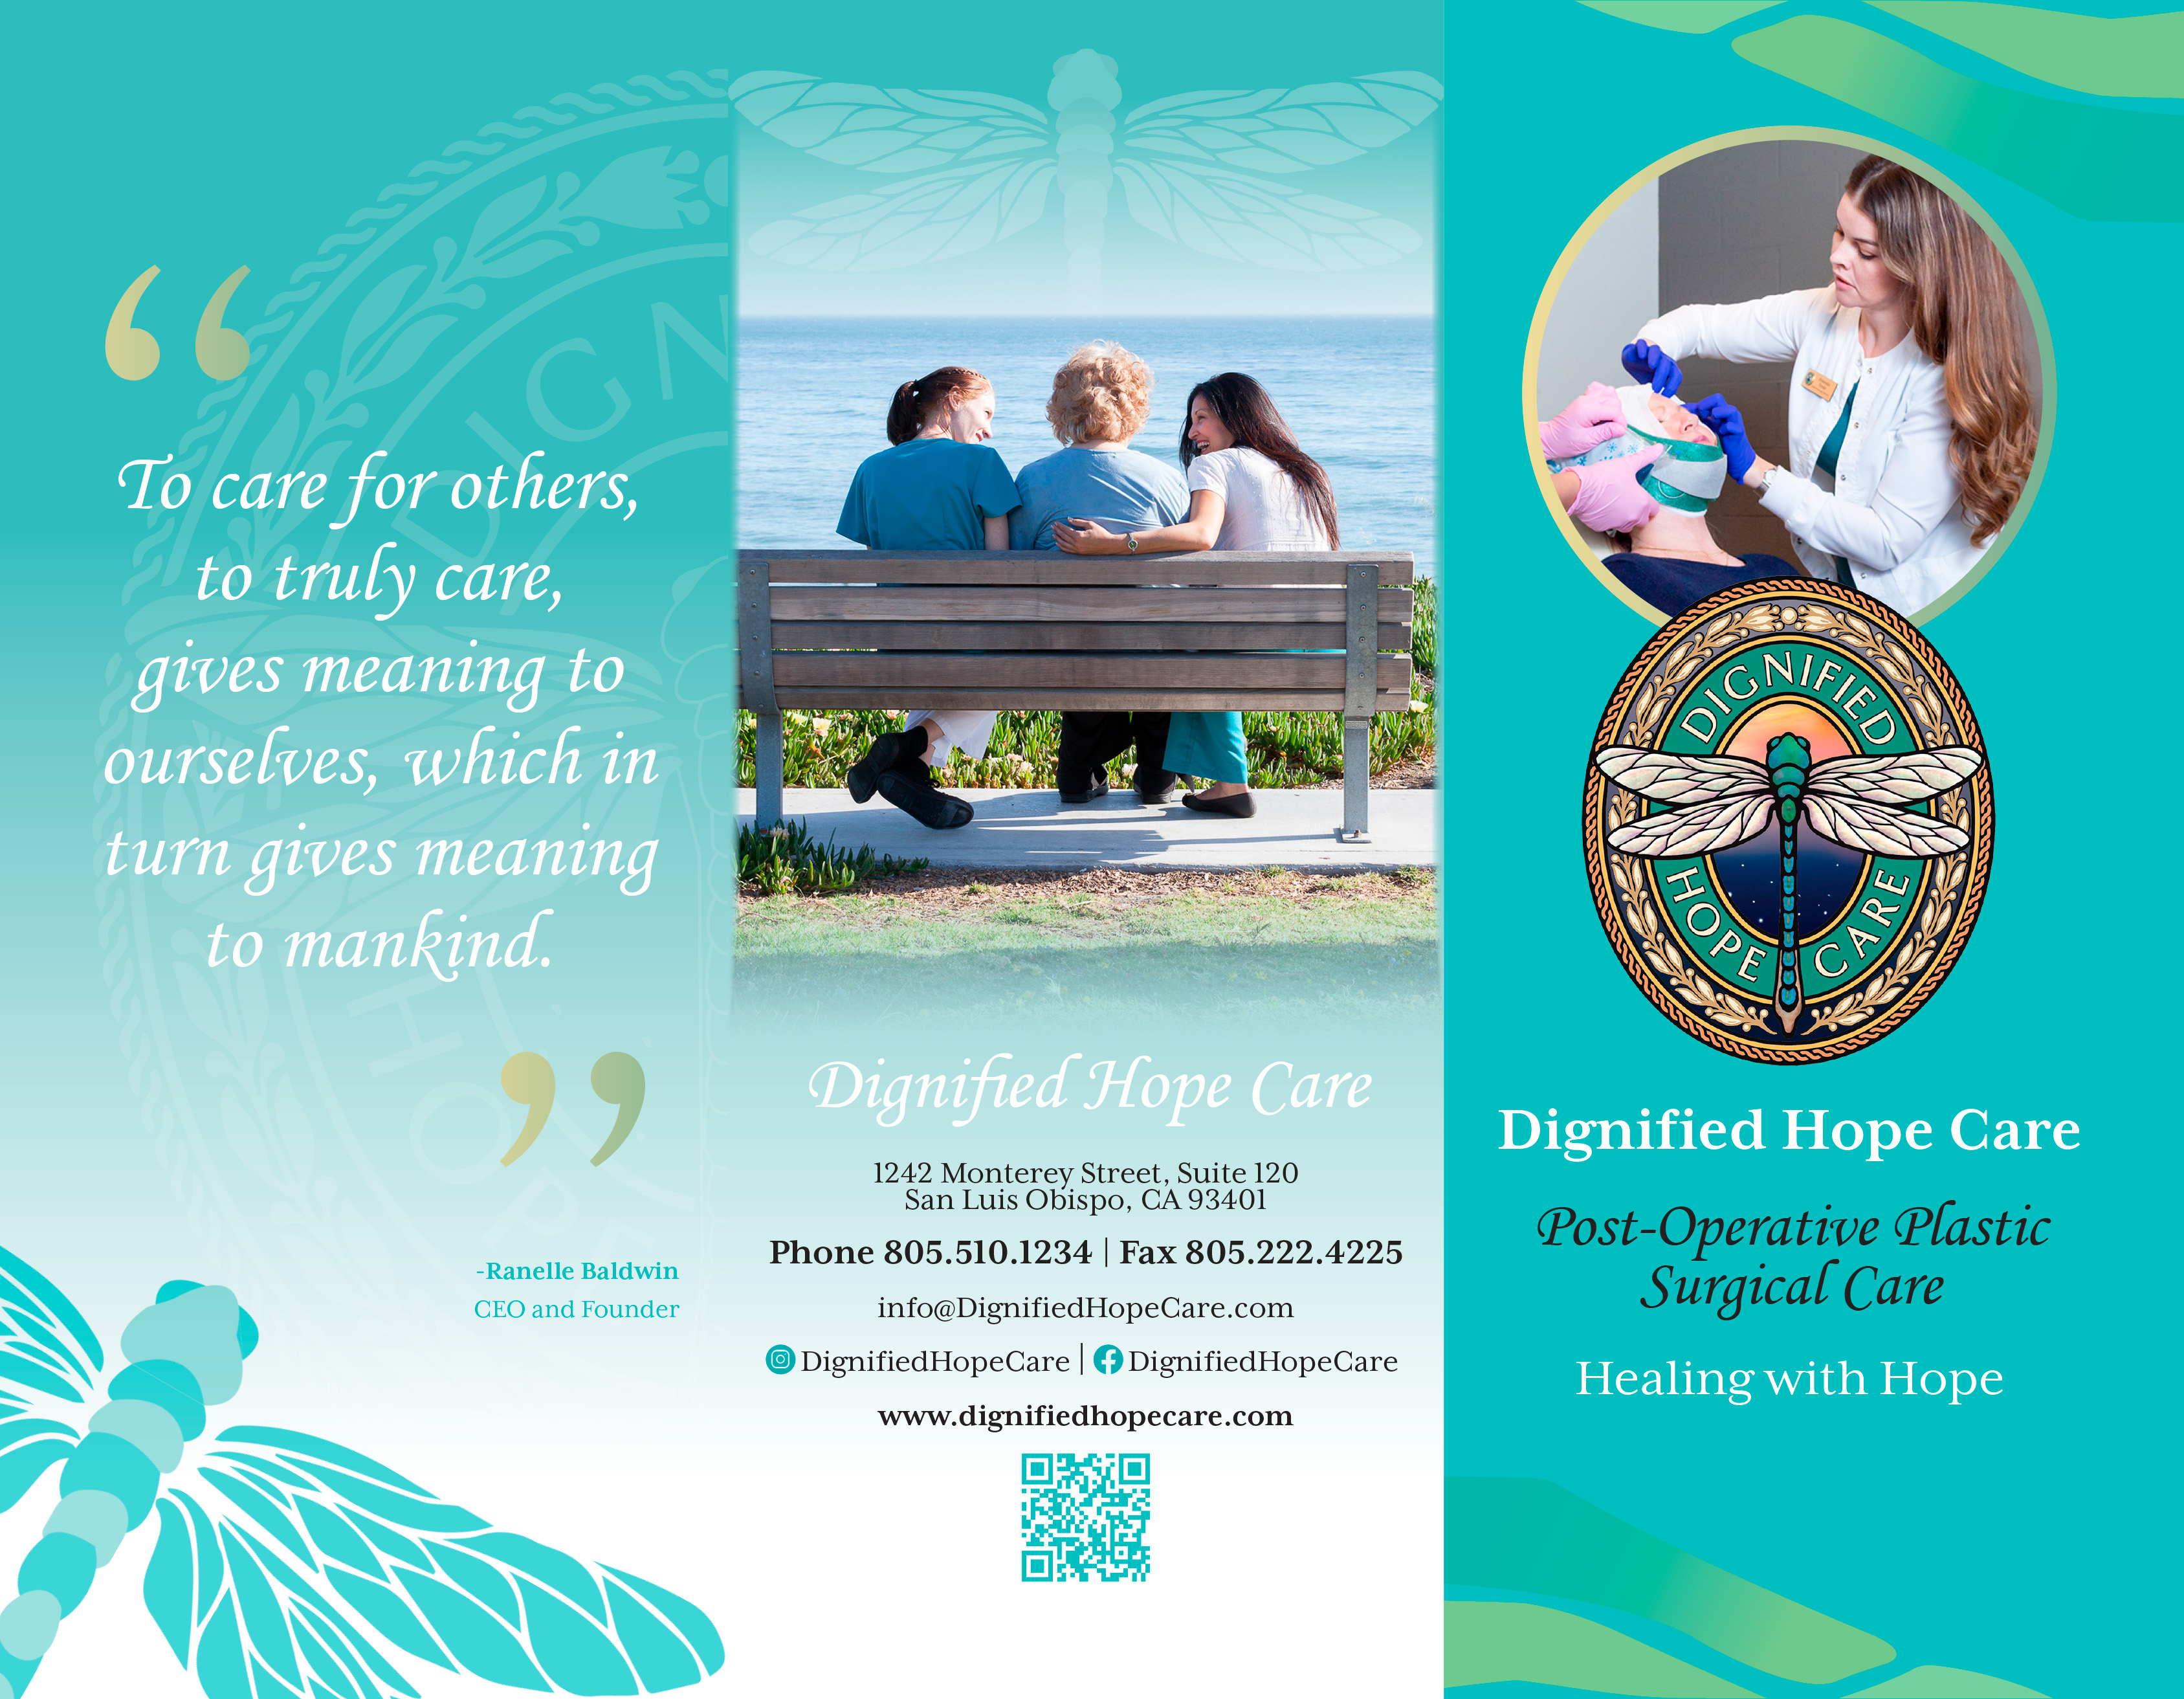 To care for others,
to truly care,
gives meaning to
ourselves, which in
turn gives meaning
to mankind.
-Ranelle Baldwin
CEO and Founder
DIGN
HOPE
Dignified Hope Care
1242 Monterey Street, Suite 120
San Luis Obispo, CA 93401
Phone 805.510.1234 | Fax 805.222.4225
info@DignifiedHopeCare.com
DignifiedHopeCare | DignifiedHopeCare
www.dignifiedhopecare.com
DIGNIFIED
HOPE CARE
Dignified Hope Care
Post-Operative Plastic
Surgical Care
Healing with Hope